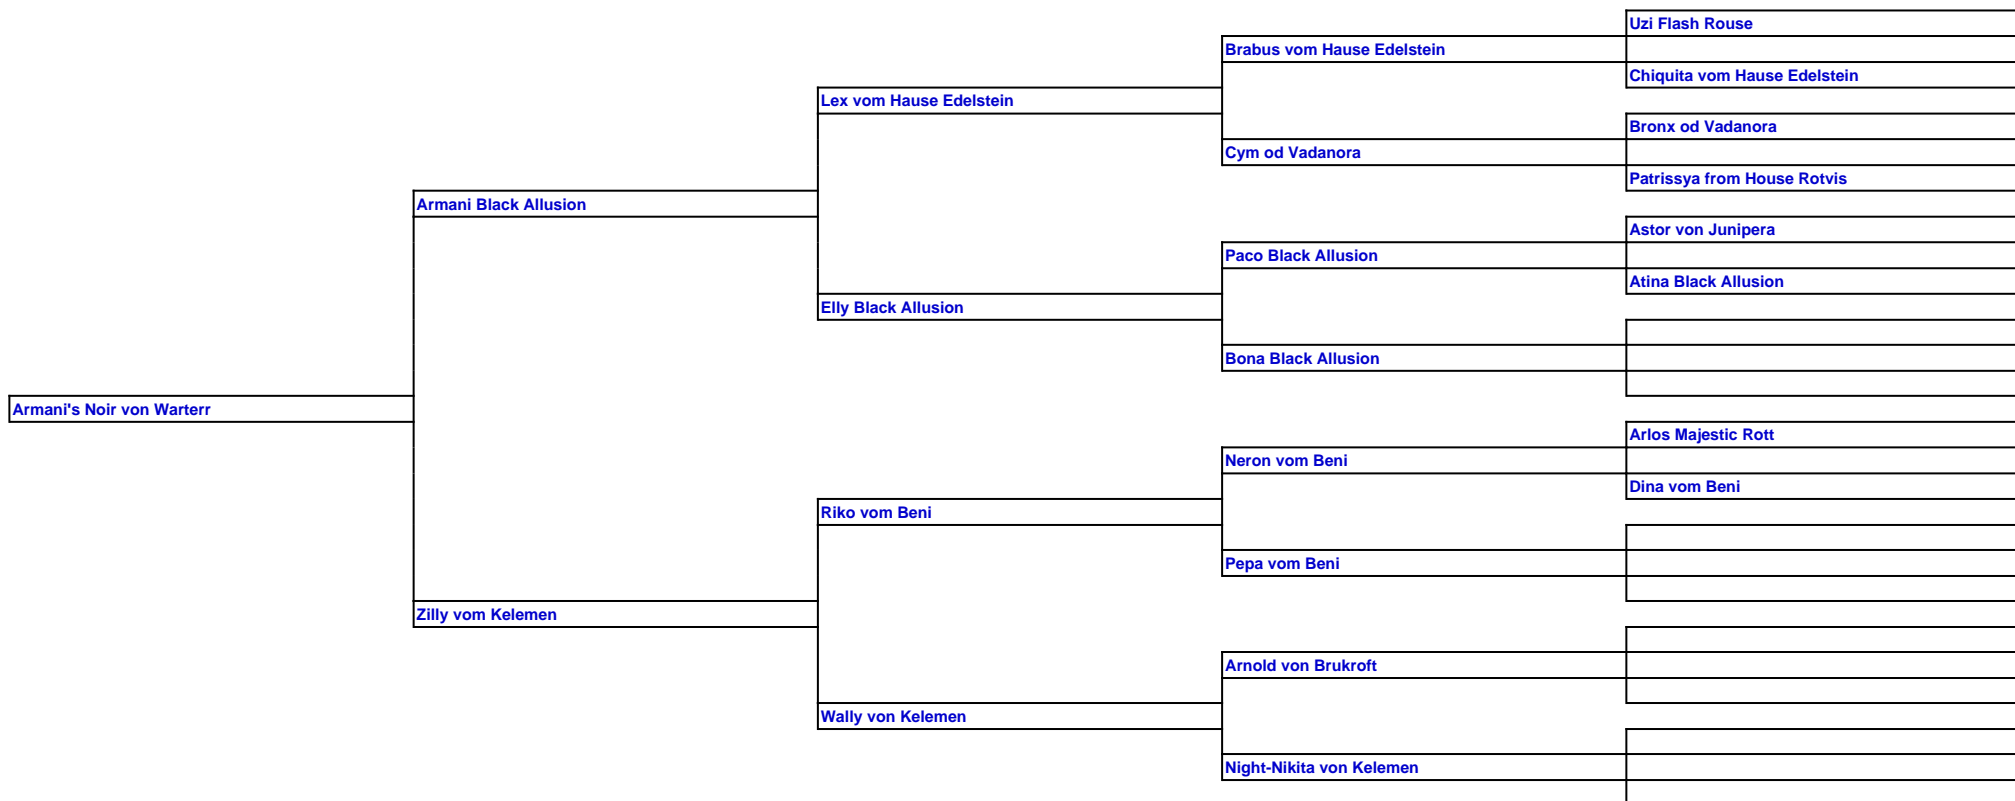 Uzi Flash Rouse
Brabus vom Hause Edelstein
Chiquita vom Hause Edelstein
Lex vom Hause Edelstein
Bronx od Vadanora
Cym od Vadanora
Patrissya from House Rotvis
Armani Black Allusion
Astor von Junipera
Paco Black Allusion
Atina Black Allusion
Elly Black Allusion
Bona Black Allusion
Armani's Noir von Warterr
Arlos Majestic Rott
Neron vom Beni
Dina vom Beni
Riko vom Beni
Pepa vom Beni
Zilly vom Kelemen
Arnold von Brukroft
Wally von Kelemen
Night-Nikita von Kelemen